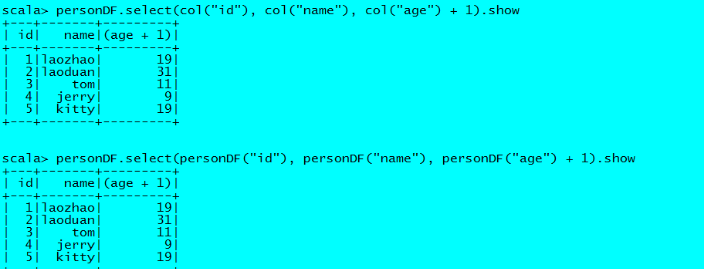 scala> personDF.select(col("id"), col("name"), col("age") + 1).show
+---+-------+---------+
| id|   name|(age + 1)|
+---+-------+---------+
|  1|laozhao|       19|
|  2|laoduan|       31|
|  3|    tom|       11|
|  4|  jerry|        9|
|  5|  kitty|       19|
+---+-------+---------+
scala> personDF.select(personDF("id"), personDF("name"), personDF("age") + 1).show
+---+-------+---------+
| id|   name|(age + 1)|
+---+-------+---------+
|  1|laozhao|       19|
|  2|laoduan|       31|
|  3|    tom|       11|
|  4|  jerry|        9|
|  5|  kitty|       19|
+---+-------+---------+